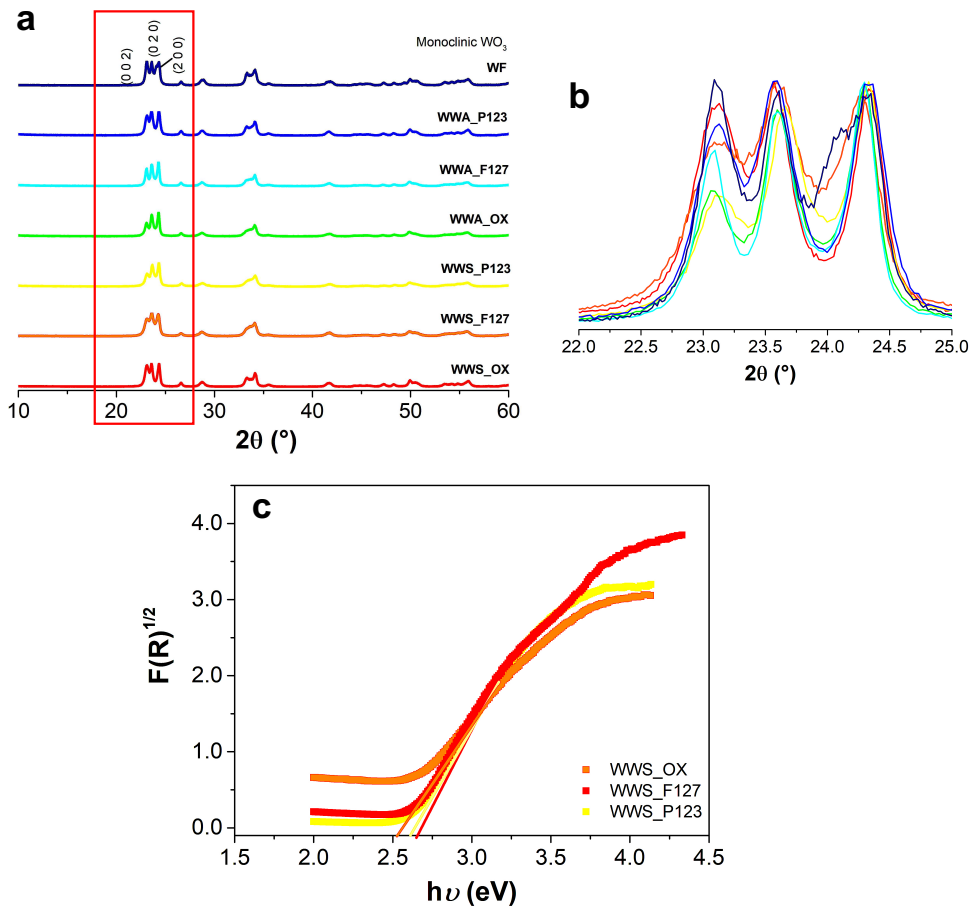 a
Monoclinic WO₃
(0 0 2)
(0 2 0)
(2 0 0)
WF
WWA_P123
WWA_F127
WWA_OX
WWS_P123
WWS_F127
WWS_OX
10 20 30 40 50 60
2θ (°)
b
22.0 22.5 23.0 23.5 24.0 24.5 25.0
2θ (°)
c
F(R)^1/2
4.0
3.0
2.0
1.0
0.0
WWS_OX
WWS_F127
WWS_P123
1.5 2.0 2.5 3.0 3.5 4.0 4.5
hυ (eV)